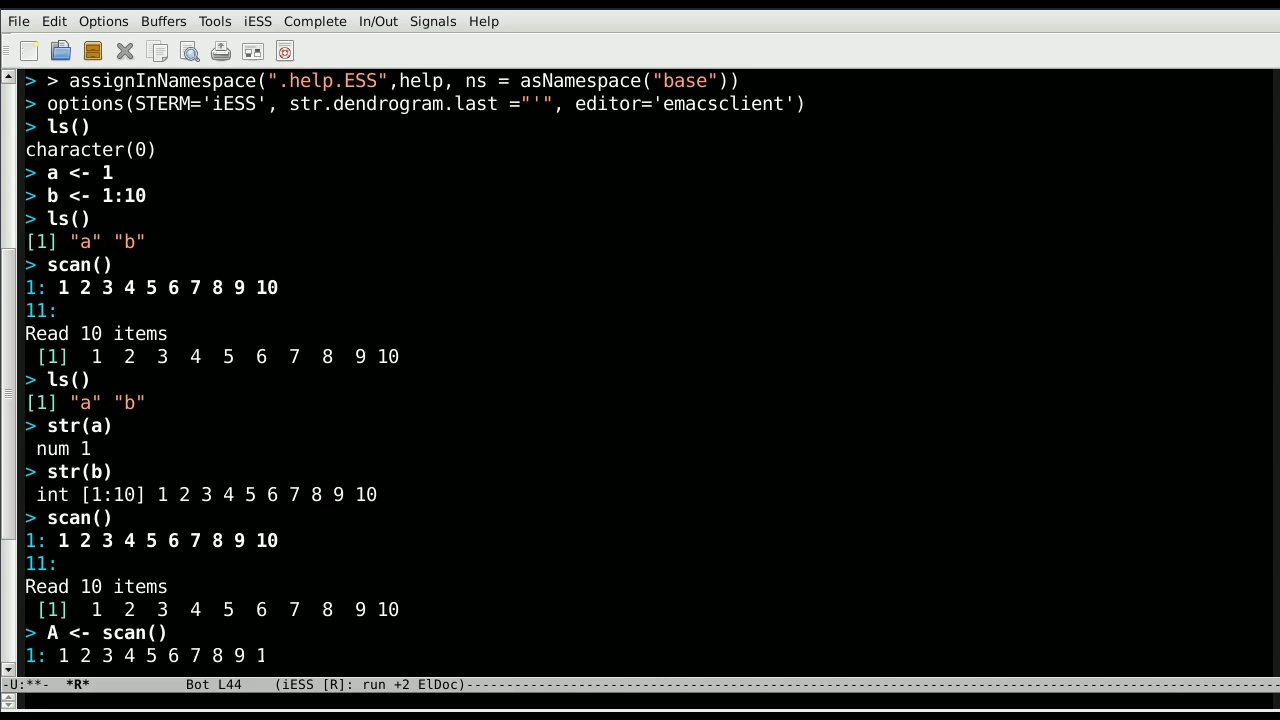 File Edit Options Buffers Tools iESS Complete In/Out Signals Help
> > assignInNamespace(".help.ESS",help, ns = asNamespace("base"))
> options(STERM='iESS', str.dendrogram.last ="'", editor='emacsclient')
> ls()
character(0)
> a <- 1
> b <- 1:10
> ls()
[1] "a" "b"
> scan()
1: 1 2 3 4 5 6 7 8 9 10
11:
Read 10 items
 [1]  1  2  3  4  5  6  7  8  9 10
> ls()
[1] "a" "b"
> str(a)
 num 1
> str(b)
 int [1:10] 1 2 3 4 5 6 7 8 9 10
> scan()
1: 1 2 3 4 5 6 7 8 9 10
11:
Read 10 items
 [1]  1  2  3  4  5  6  7  8  9 10
> A <- scan()
1: 1 2 3 4 5 6 7 8 9 1
-U:**-  *R*         Bot L44    (iESS [R]: run +2 ElDoc)--------------------------------------------------------------------------